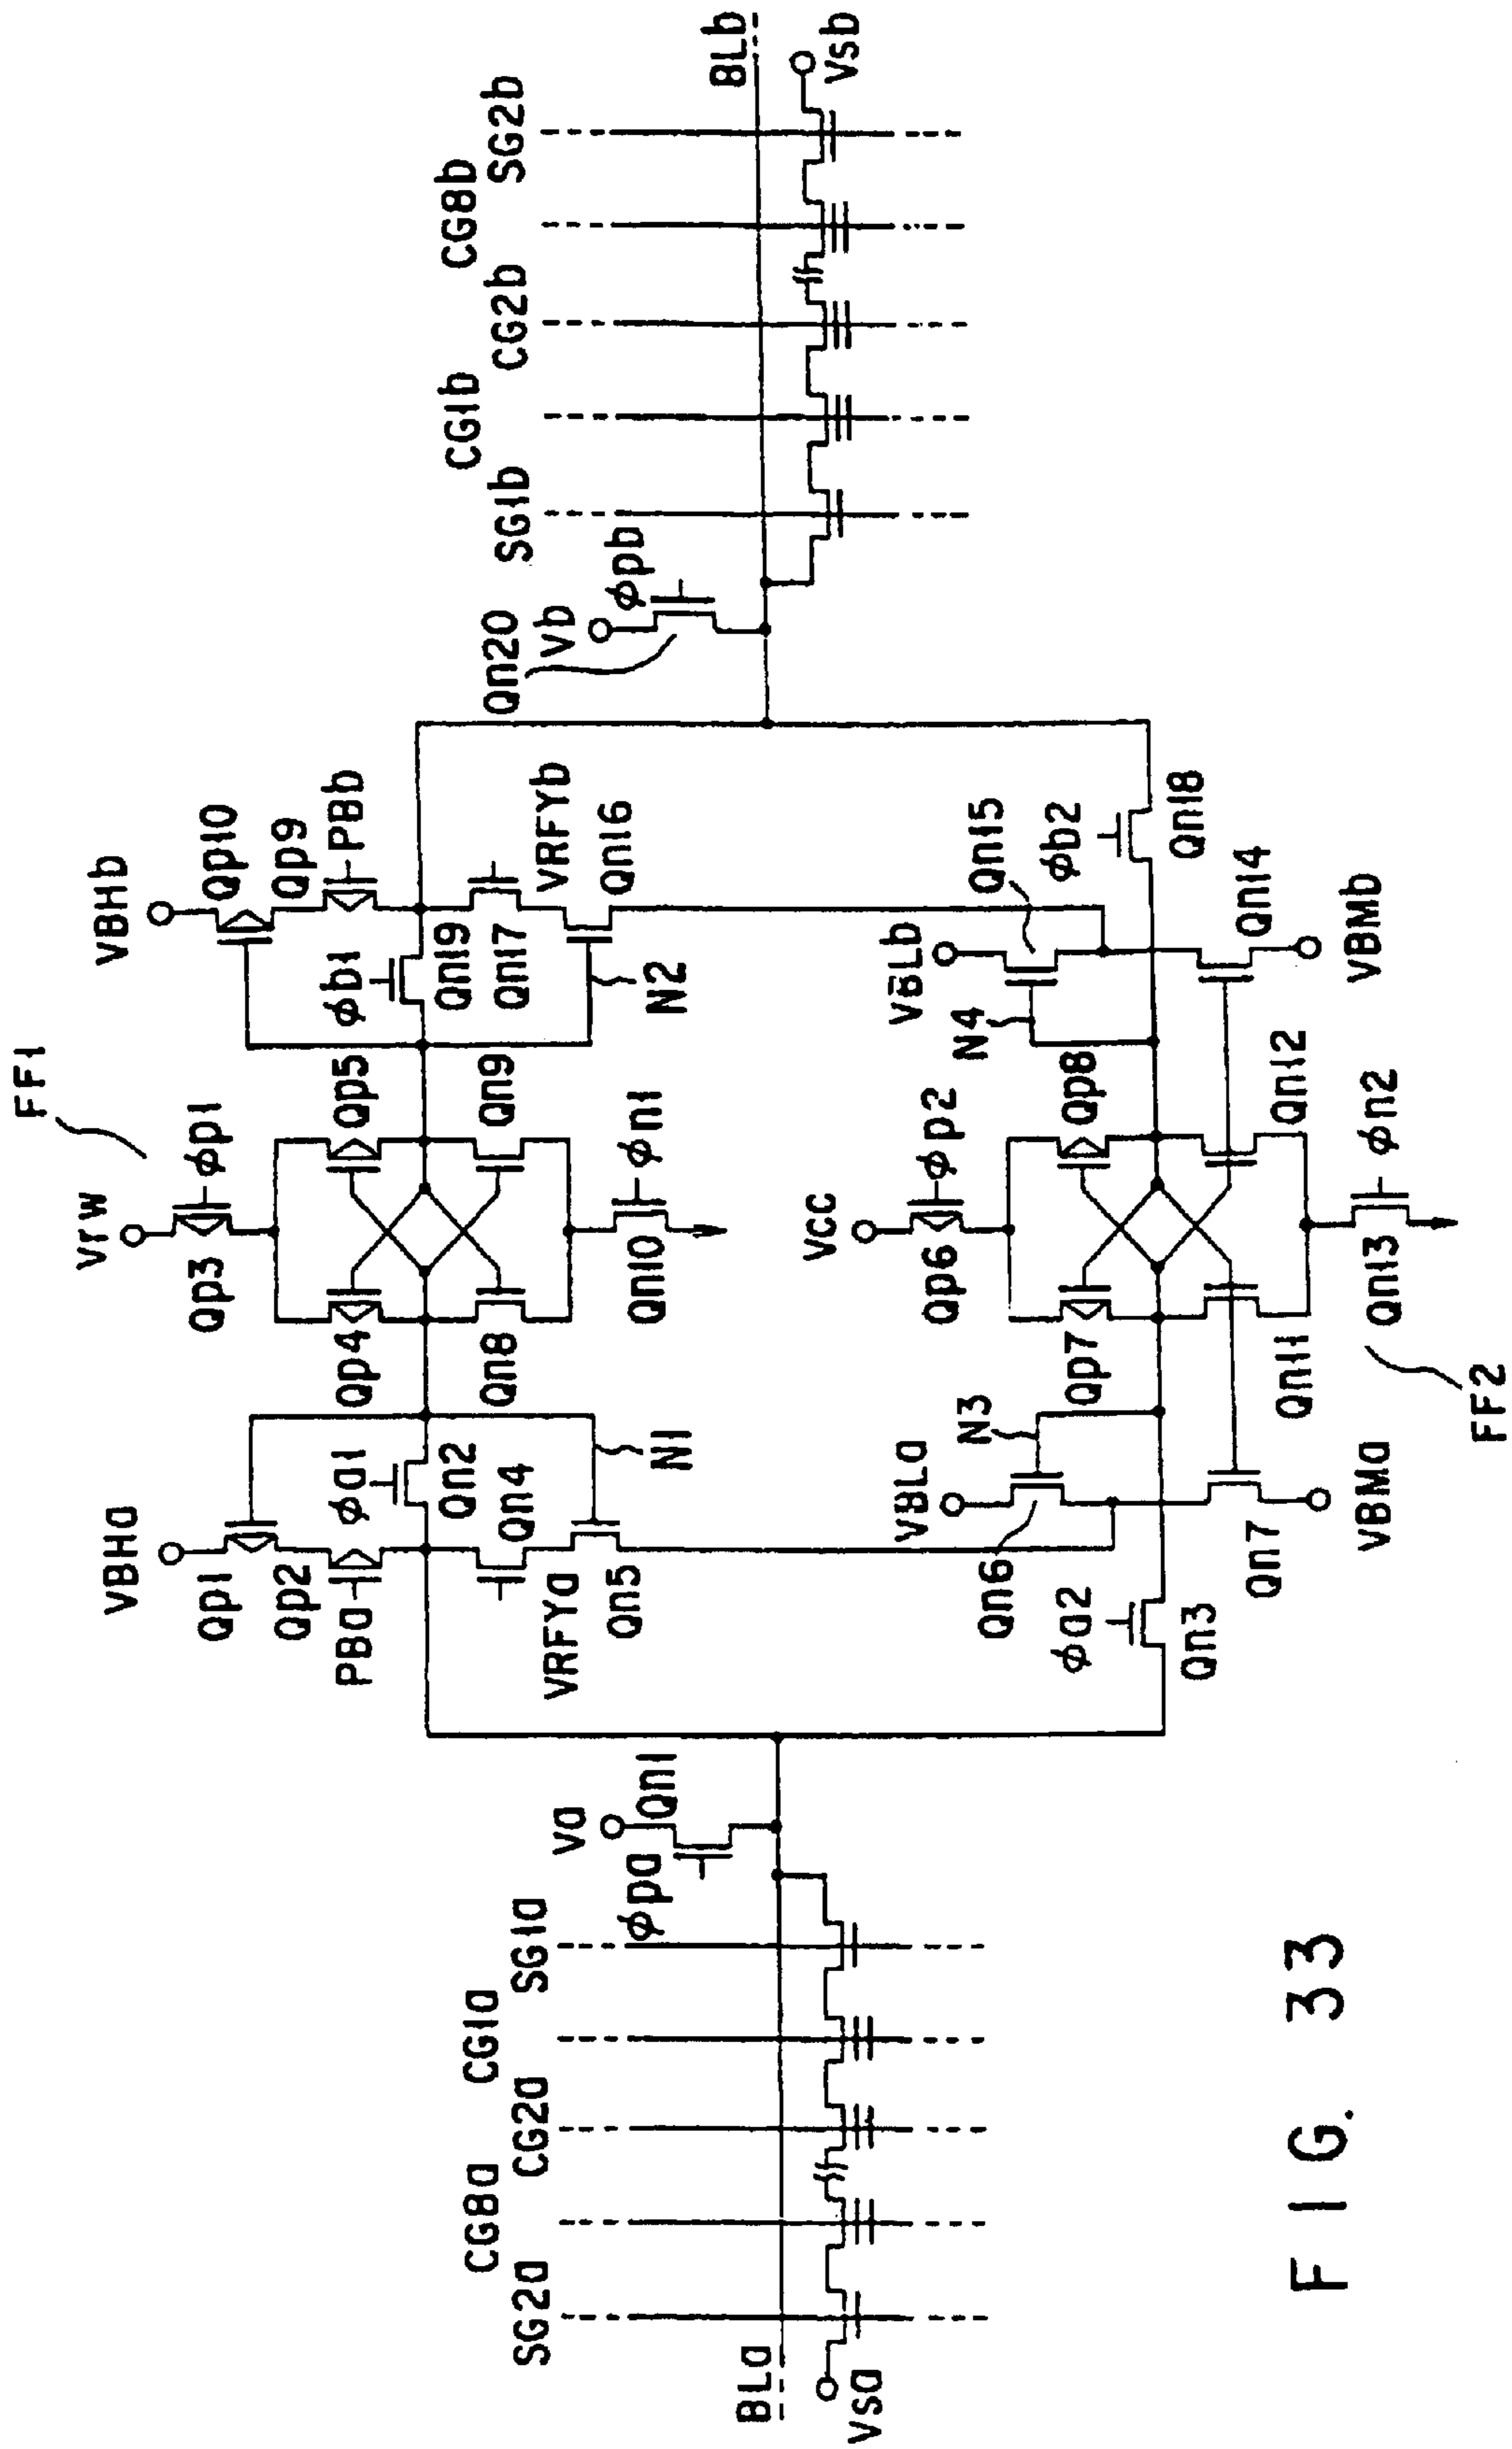 FF1
VBHa
Vrw
VBHb
Qp1
Qp3
φp1
Qp10
Qp2
Qp9
PBa
φa1
Qp4
Qp5
φb1
PBb
Qn2
Qn19
Qn4
Qn8
Qn9
Qn17
VRFYa
VRFYb
Qn5
N1
Qn10
φn1
N2
Qn16
SG2a
CG8a
CG2a
CG1a
SG1a
φpa
Va
Qn1
Qn20
Vb
φpb
SG1b
CG1b
CG2b
CG8b
SG2b
BLa
BLb
Vsa
Vsb
VBLa
Vcc
VBLb
Qn6
N3
Qp6
φp2
N4
Qn15
φa2
Qp7
Qp8
φb2
Qn3
Qn18
Qn7
Qn11
Qn12
Qn14
VBMa
Qn13
φn2
VBMb
FF2
FIG. 33